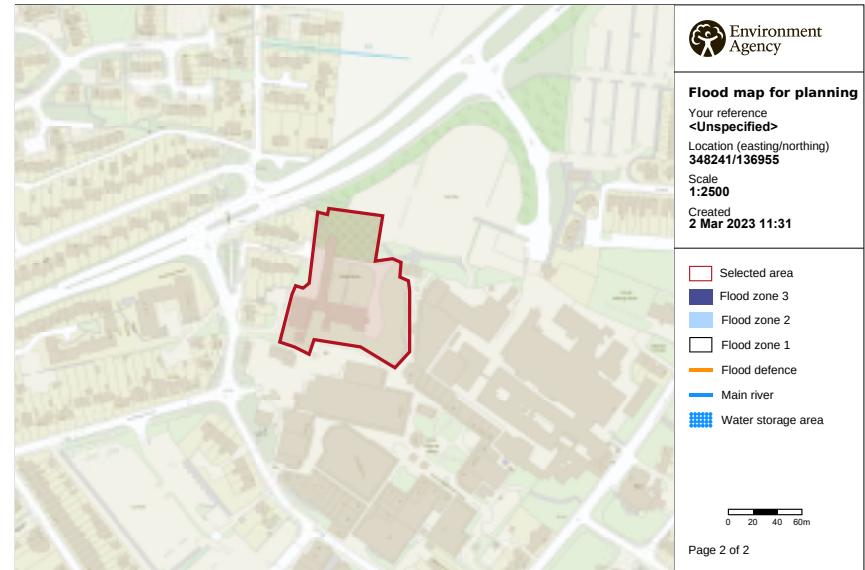 Environment
Agency
Flood map for planning
Your reference
<Unspecified>
Location (easting/northing)
348241/136955
Scale
1:2500
Created
2 Mar 2023 11:31
Selected area
Flood zone 3
Flood zone 2
Flood zone 1
Flood defence
Main river
Water storage area
0 20 40 60m
Page 2 of 2